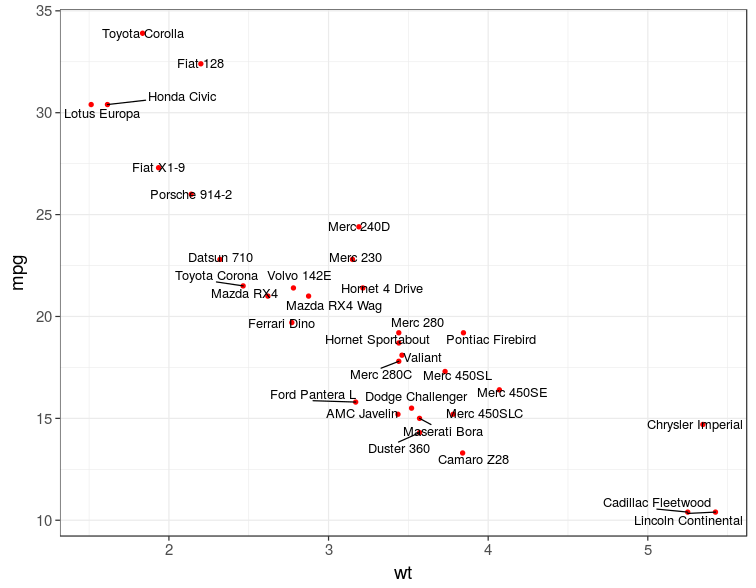 35
Toyota Corolla
Fiat 128
Honda Civic
30
Lotus Europa
Fiat X1-9
Porsche 914-2
25
Merc 240D
Datsun 710
Merc 230
mpg
Toyota Corona
Volvo 142E
Hornet 4 Drive
Mazda RX4
Mazda RX4 Wag
20
Ferrari Dino
Merc 280
Hornet Sportabout
Pontiac Firebird
Valiant
Merc 280C
Merc 450SL
Ford Pantera L
Dodge Challenger
Merc 450SE
AMC Javelin
Merc 450SLC
15
Chrysler Imperial
Maserati Bora
Duster 360
Camaro Z28
Cadillac Fleetwood
Lincoln Continental
10
2
3
4
5
wt